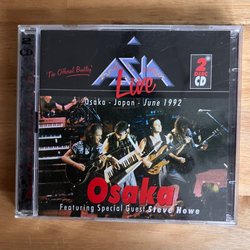 ASIA
"The Official Bootleg"
Live
2
DISC
CD
Osaka - Japan - June 1992
Osaka
Featuring Special Guest Steve Howe